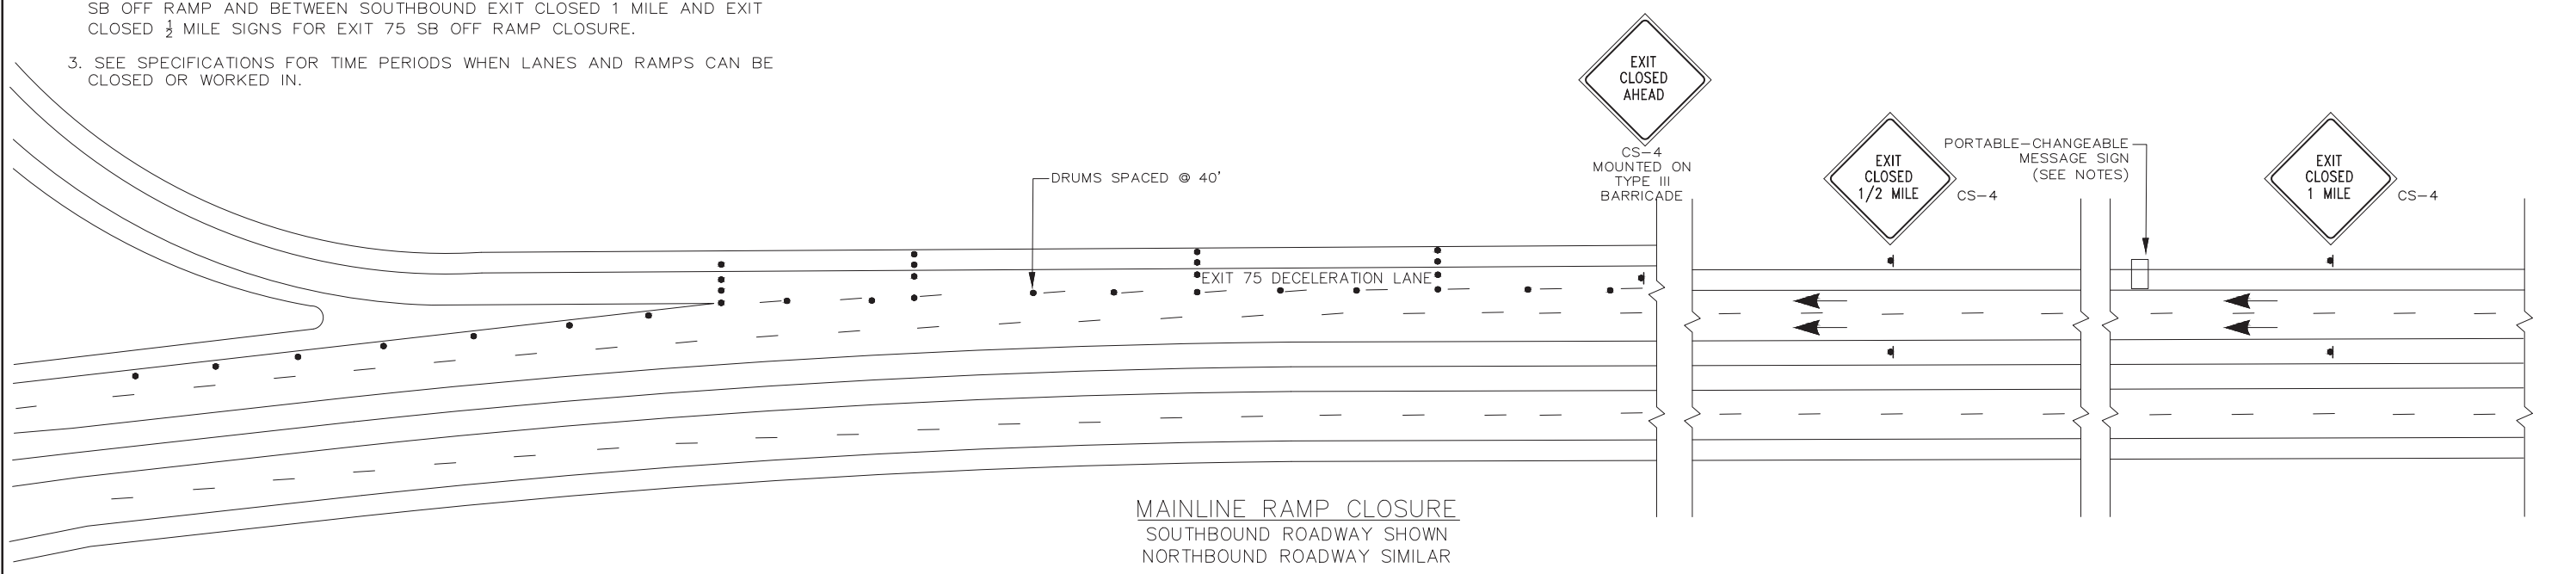 SB OFF RAMP AND BETWEEN SOUTHBOUND EXIT CLOSED 1 MILE AND EXIT
CLOSED ½ MILE SIGNS FOR EXIT 75 SB OFF RAMP CLOSURE.
3. SEE SPECIFICATIONS FOR TIME PERIODS WHEN LANES AND RAMPS CAN BE
CLOSED OR WORKED IN.
EXIT
CLOSED
AHEAD
CS-4
MOUNTED ON
TYPE III
BARRICADE
DRUMS SPACED @ 40'
EXIT
CLOSED
1/2 MILE
CS-4
PORTABLE-CHANGEABLE
MESSAGE SIGN
(SEE NOTES)
EXIT
CLOSED
1 MILE
CS-4
EXIT 75 DECELERATION LANE
MAINLINE RAMP CLOSURE
SOUTHBOUND ROADWAY SHOWN
NORTHBOUND ROADWAY SIMILAR